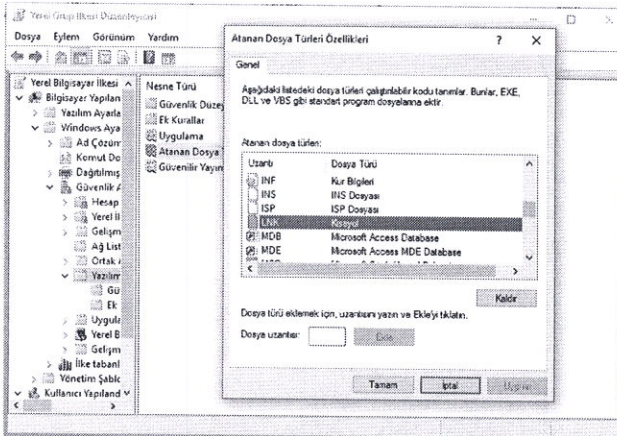 Yerel Grup İlkesi Düzenleyicisi
Dosya Eylem Görünüm Yardım
Yerel Bilgisayar İlkesi
Bilgisayar Yapılan
Yazılım Ayarla
Windows Aya
Ad Çözüm
Komut Do
Dağıtılmış
Güvenlik A
Hesap
Yerel İl
Gelişm
Ağ List
Ortak A
Yazılım
Gü
Ek
Uygula
Yerel B
Gelişm
İlke tabanl
Yönetim Şablc
Kullanıcı Yapıland
Nesne Türü
Güvenlik Düzey
Ek Kurallar
Uygulama
Atanan Dosya
Güvenilir Yayın
Atanan Dosya Türleri Özellikleri
Genel
Aşağıdaki listedeki dosya türleri çalıştırılabilir kodu tanımlar. Bunlar, EXE,
DLL ve VBS gibi standart program dosyalarına ektir.
Atanan dosya türleri:
Uzantı Dosya Türü
INF Kur Bilgileri
INS INS Dosyası
ISP ISP Dosyası
LNK Kısayol
MDB Microsoft Access Database
MDE Microsoft Access MDE Database
Kaldır
Dosya türü eklemek için, uzantısını yazın ve Ekle'yi tıklatın.
Dosya uzantısı: Ekle
Tamam İptal Uygula